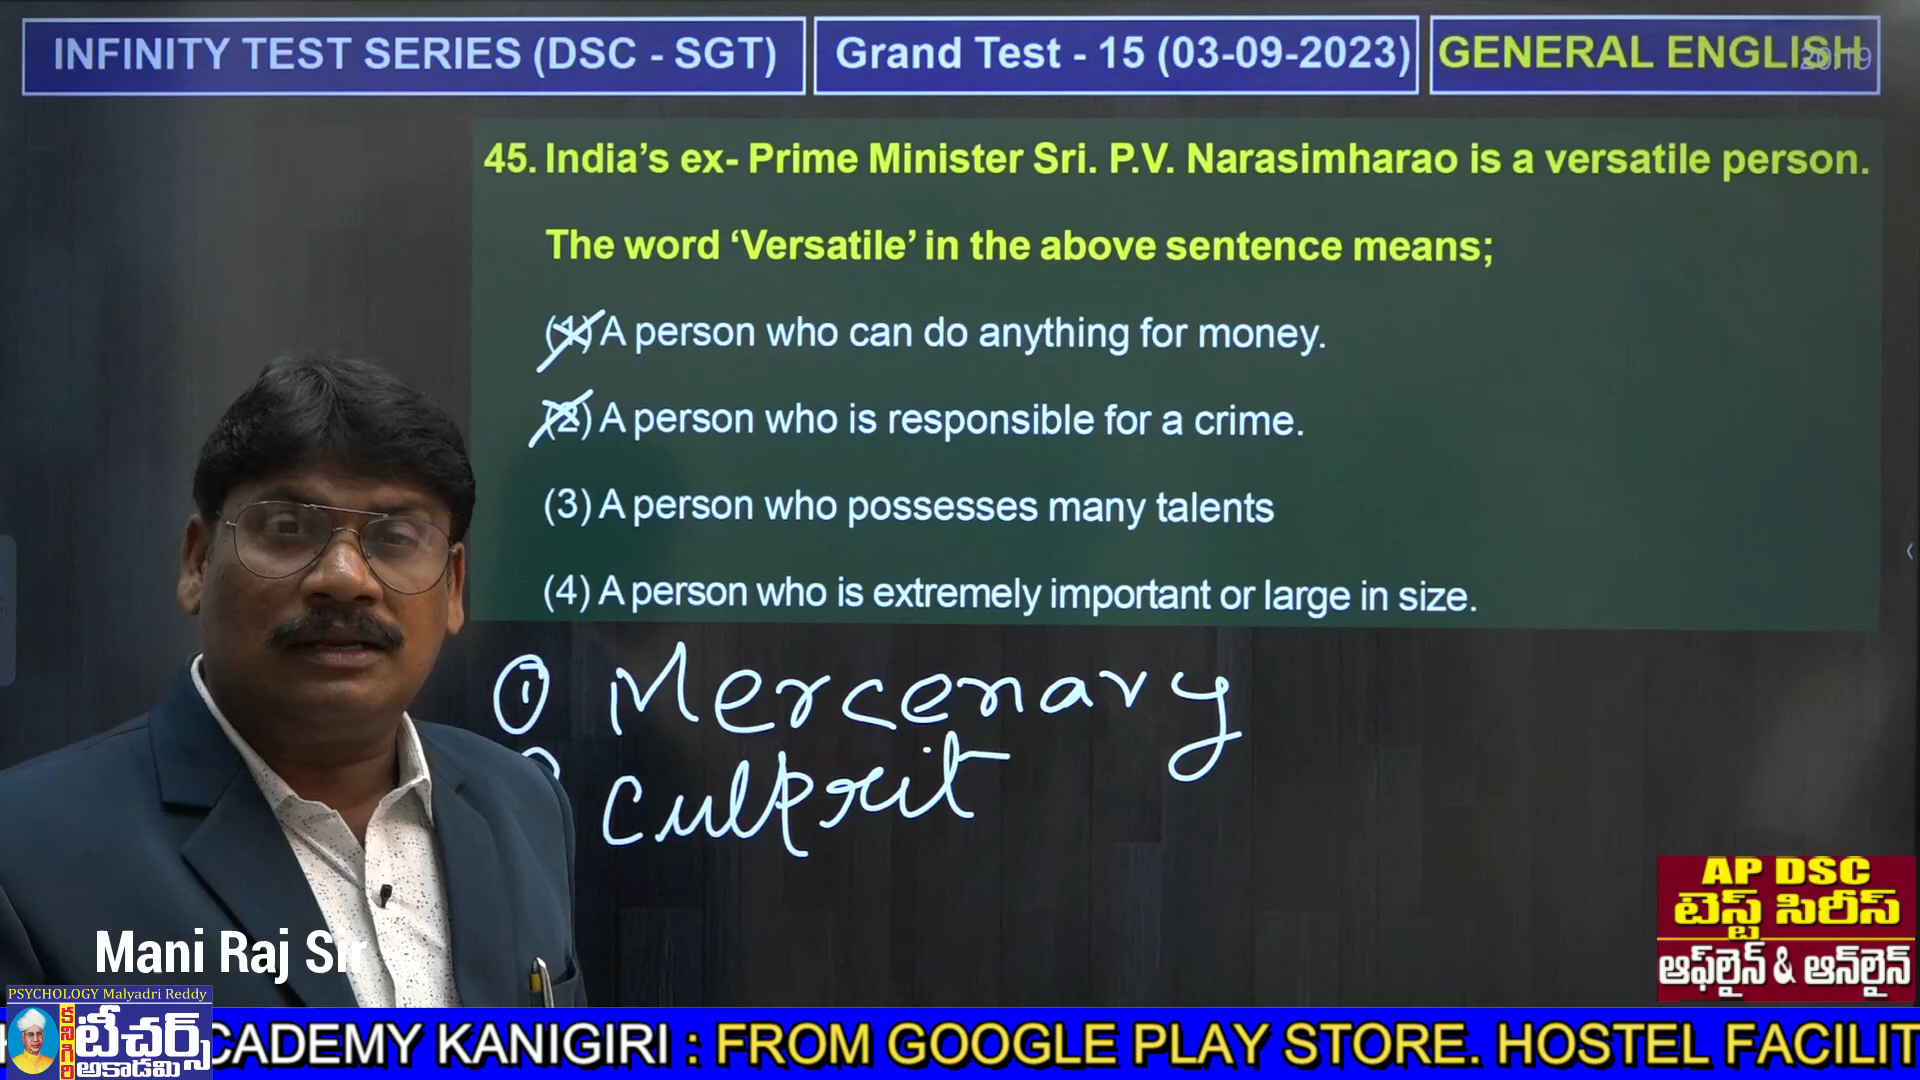 INFINITY TEST SERIES (DSC - SGT)
Grand Test - 15 (03-09-2023)
GENERAL ENGLISH
45. India's ex- Prime Minister Sri. P.V. Narasimharao is a versatile person.
The word ‘Versatile’ in the above sentence means;
(1) A person who can do anything for money.
(2) A person who is responsible for a crime.
(3) A person who possesses many talents
(4) A person who is extremely important or large in size.
① Mercenary
Culprit
AP DSC
టెస్ట్ సిరీస్
ఆఫ్‌లైన్ & ఆన్‌లైన్
Mani Raj Sir
PSYCHOLOGY Malyadri Reddy
కనిగిరి
టీచర్స్
అకాడమి
CADEMY KANIGIRI : FROM GOOGLE PLAY STORE. HOSTEL FACILIT